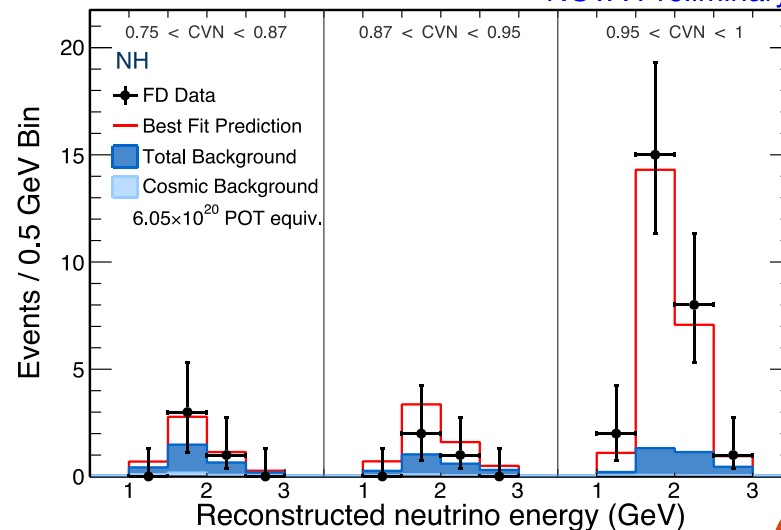 0.75 < CVN < 0.87
0.87 < CVN < 0.95
0.95 < CVN < 1
NH
FD Data
Best Fit Prediction
Total Background
Cosmic Background
6.05×10²⁰ POT equiv.
Events / 0.5 GeV Bin
20
15
10
5
0
1 2 3 1 2 3 1 2 3
Reconstructed neutrino energy (GeV)